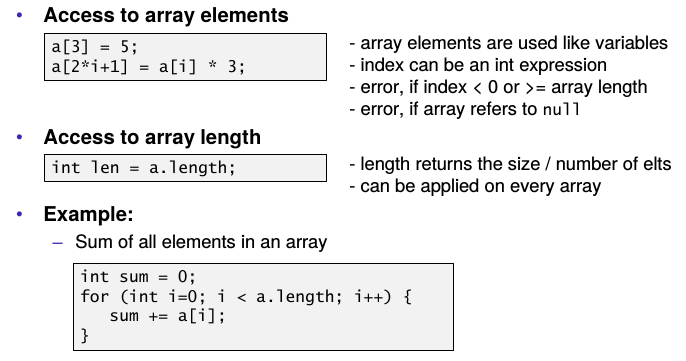 • Access to array elements
a[3] = 5;
a[2*i+1] = a[i] * 3;
- array elements are used like variables
- index can be an int expression
- error, if index < 0 or >= array length
- error, if array refers to null
• Access to array length
int len = a.length;
- length returns the size / number of elts
- can be applied on every array
• Example:
– Sum of all elements in an array
int sum = 0;
for (int i=0; i < a.length; i++) {
   sum += a[i];
}